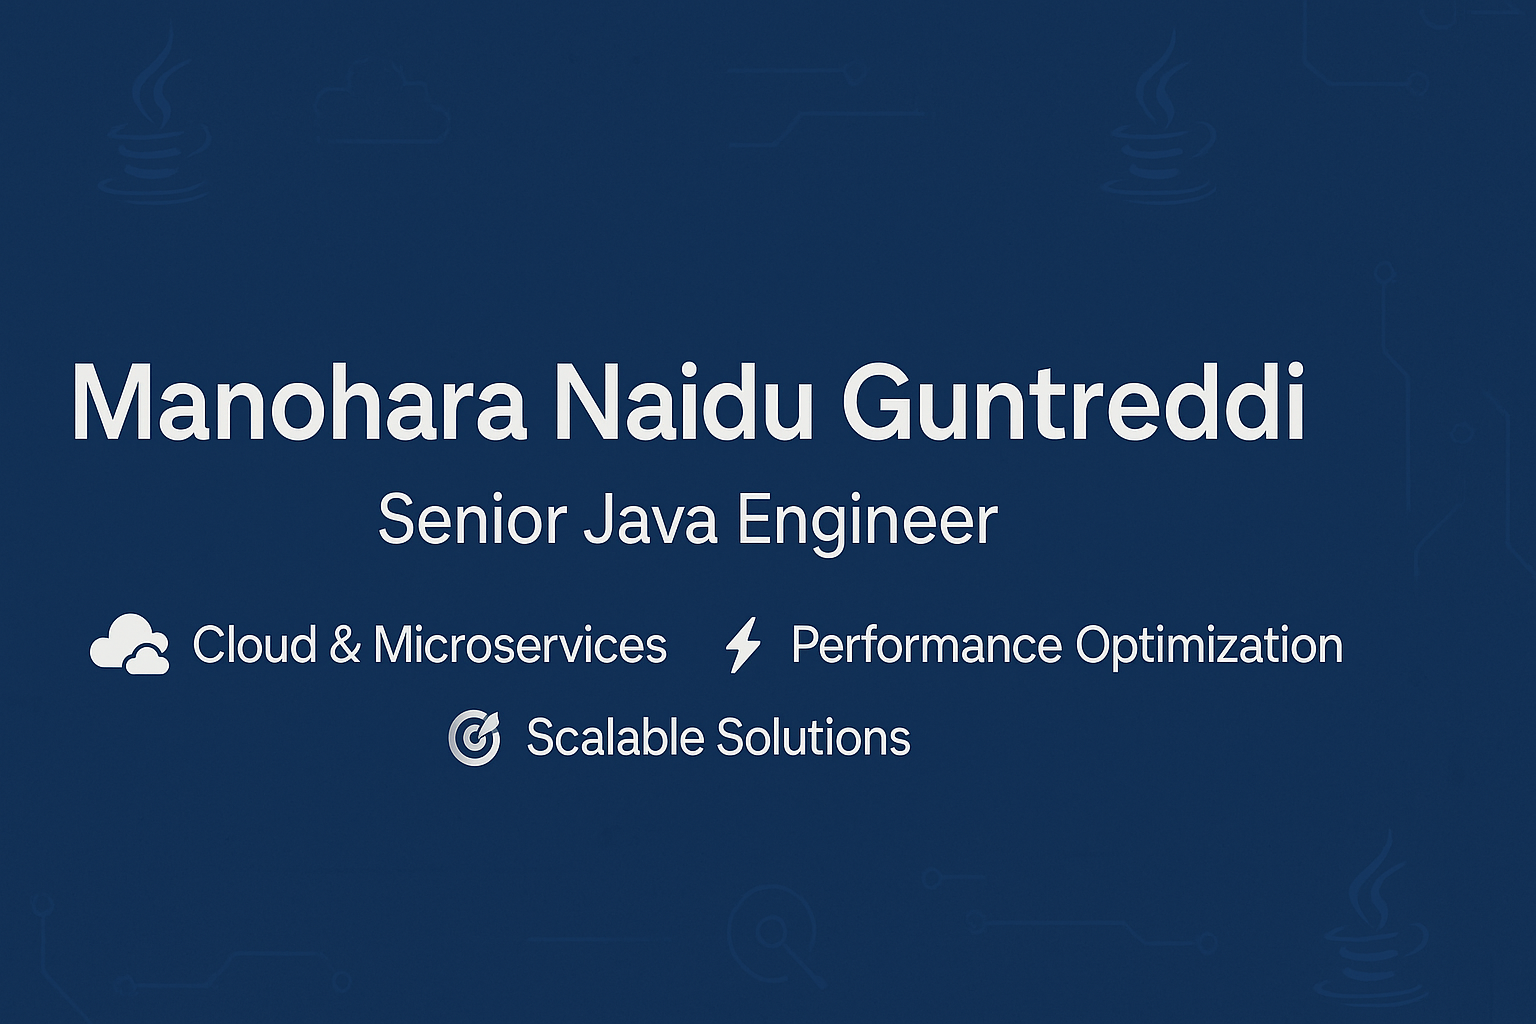 Manohara Naidu Guntreddi
Senior Java Engineer
Cloud & Microservices Performance Optimization
Scalable Solutions